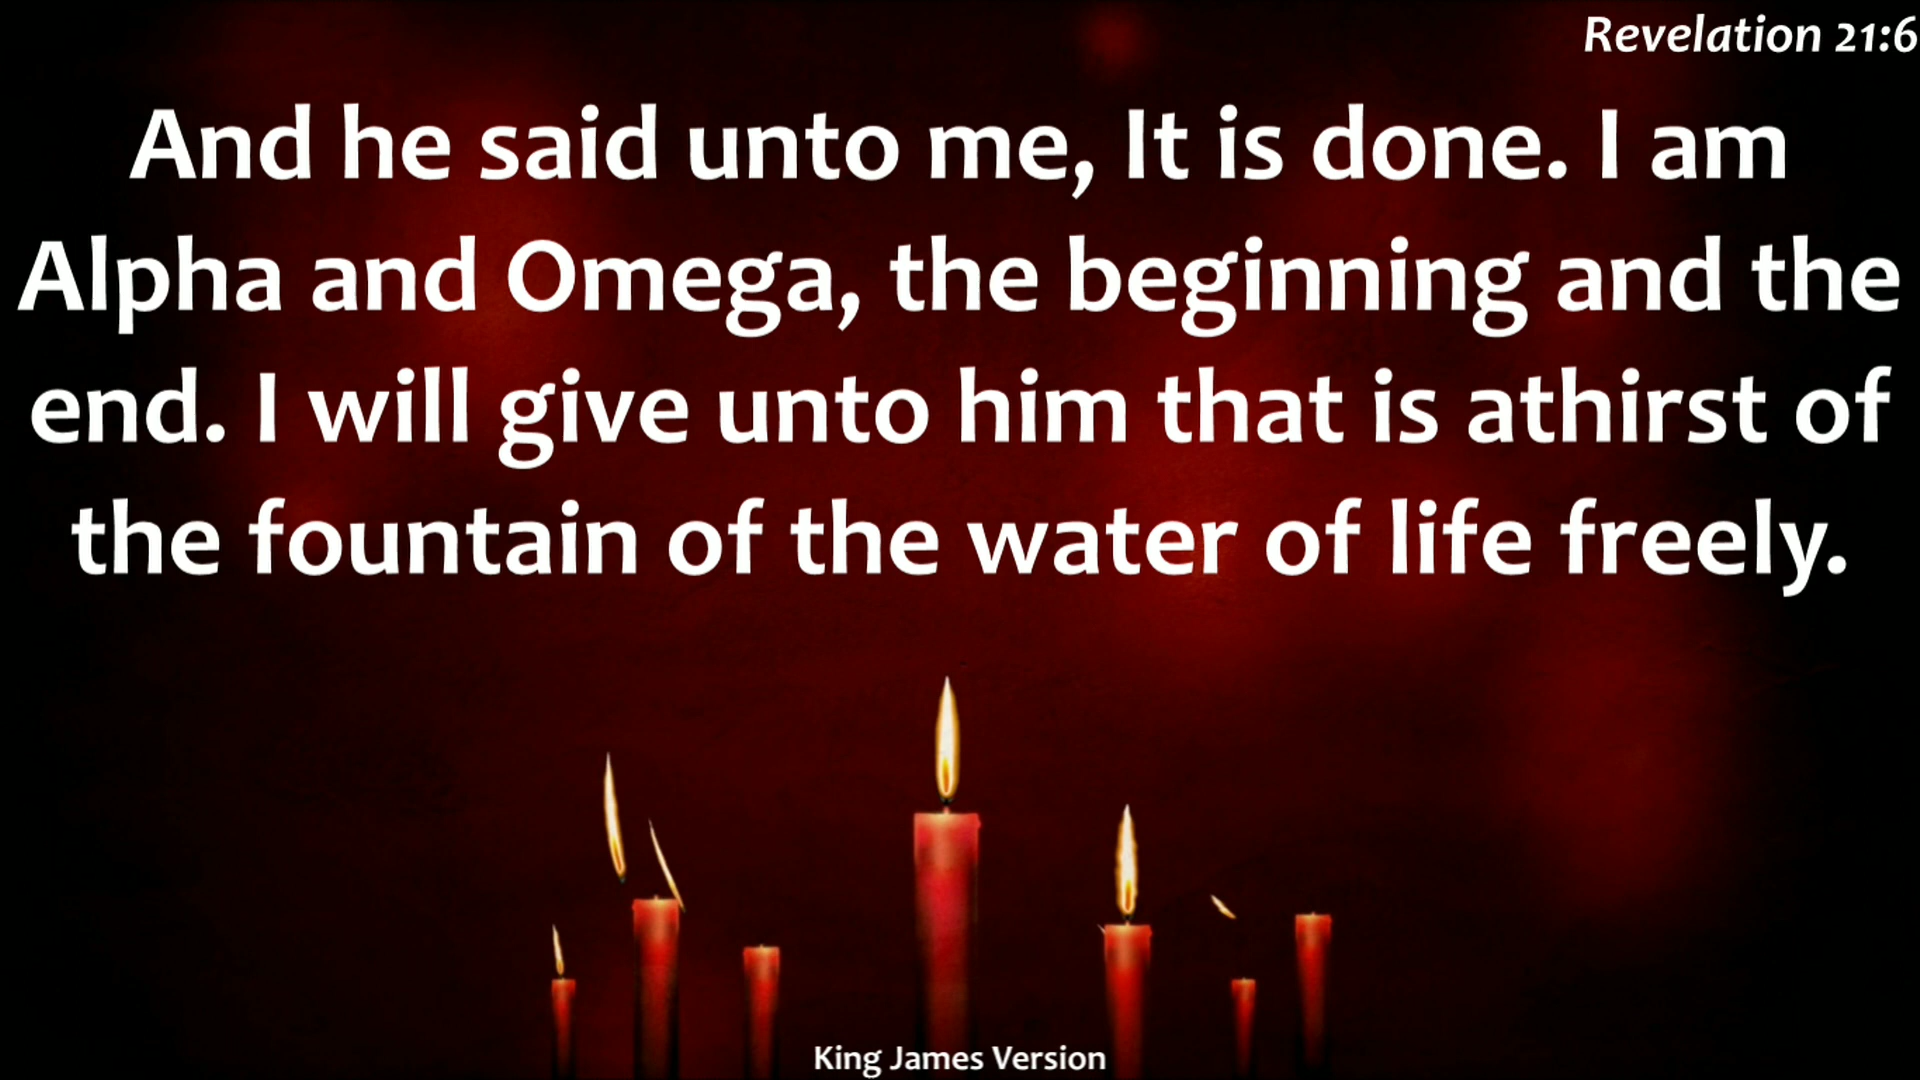 Revelation 21:6
And he said unto me, It is done. I am
Alpha and Omega, the beginning and the
end. I will give unto him that is athirst of
the fountain of the water of life freely.
King James Version